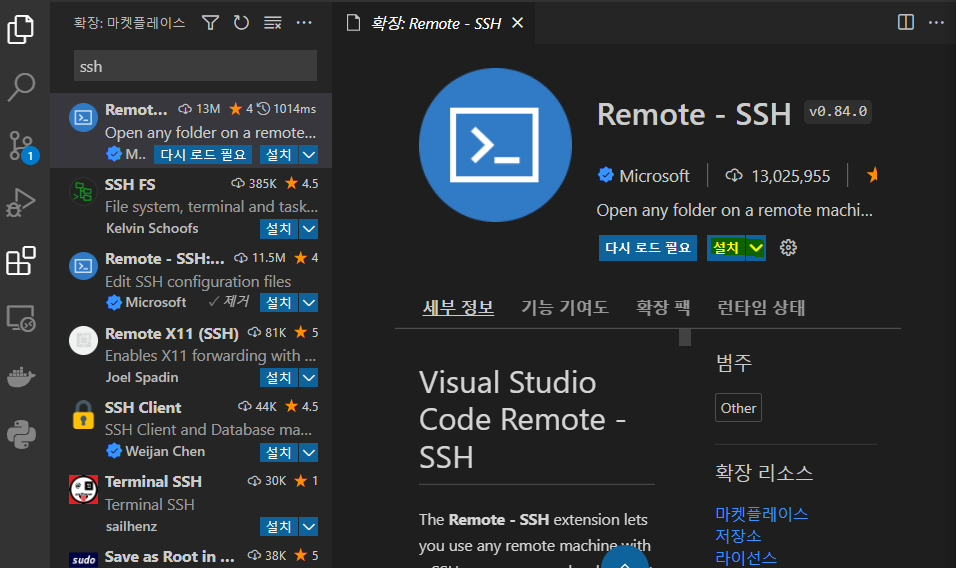 확장: 마켓플레이스
ssh
Remot... 13M 4 1014ms
Open any folder on a remote...
M.. 다시 로드 필요 설치
SSH FS 385K 4.5
File system, terminal and task...
Kelvin Schoofs 설치
Remote - SSH:... 11.5M 4
Edit SSH configuration files
Microsoft ✓제거 설치
Remote X11 (SSH) 81K 5
Enables X11 forwarding with ...
Joel Spadin 설치
SSH Client 44K 4.5
SSH Client and Database ma...
Weijan Chen 설치
Terminal SSH 30K 1
Terminal SSH
sailhenz 설치
sudo Save as Root in ... 38K 5
1
확장: Remote - SSH
Remote - SSH v0.84.0
Microsoft 13,025,955
Open any folder on a remote machi...
다시 로드 필요 설치
세부 정보 기능 기여도 확장 팩 런타임 상태
Visual Studio
Code Remote -
SSH
The Remote - SSH extension lets
you use any remote machine with
범주
Other
확장 리소스
마켓플레이스
저장소
라이선스